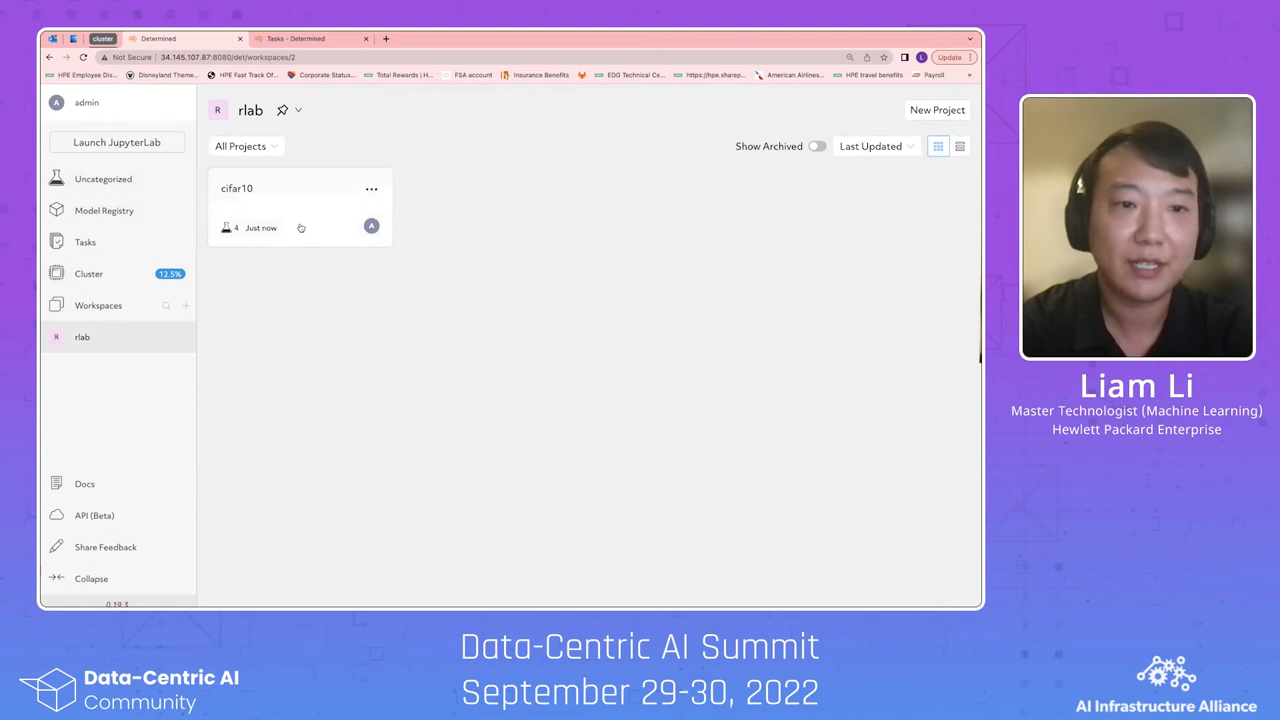 cluster
Determined
Tasks - Determined
Not Secure
34.145.107.87:8080/det/workspaces/2
Update
HPE Employee Dis...
Disneyland Theme...
HPE Fast Track Of...
Corporate Status...
Total Rewards | H...
FSA account
Insurance Benefits
EDG Technical Ce...
https://hpe.sharep...
American Airlines...
HPE travel benefits
Payroll
»
A
admin
Launch JupyterLab
Uncategorized
Model Registry
Tasks
Cluster
12.5%
Workspaces
R
rlab
Docs
API (Beta)
Share Feedback
Collapse
0.19.3
R
rlab
New Project
All Projects
Show Archived
Last Updated
cifar10
4
Just now
A
Liam Li
Master Technologist (Machine Learning)
Hewlett Packard Enterprise
Data-Centric AI
Community
Data-Centric AI Summit
September 29-30, 2022
AI Infrastructure Alliance